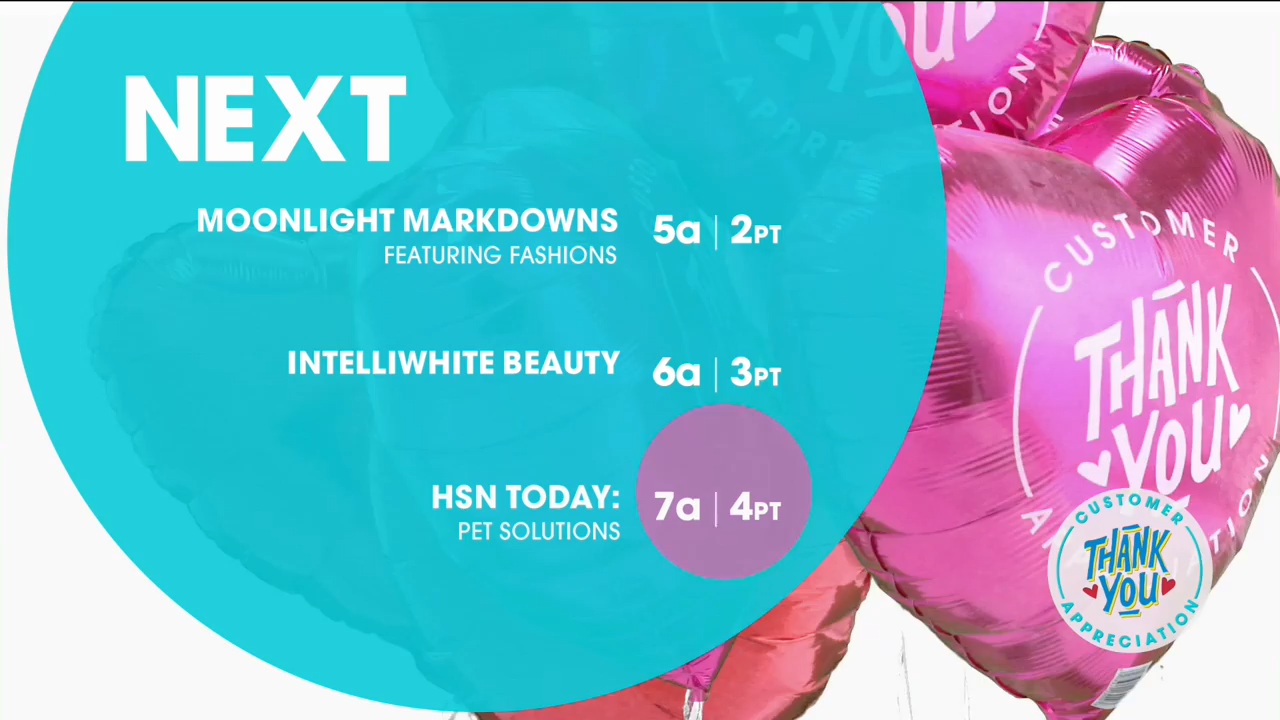 NEXT
MOONLIGHT MARKDOWNS 5a | 2PT
FEATURING FASHIONS
INTELLIWHITE BEAUTY 6a | 3PT
HSN TODAY: 7a | 4PT
PET SOLUTIONS
YOU
CUSTOMER
THANK
YOU
CUSTOMER
THANK
YOU
APPRECIATION